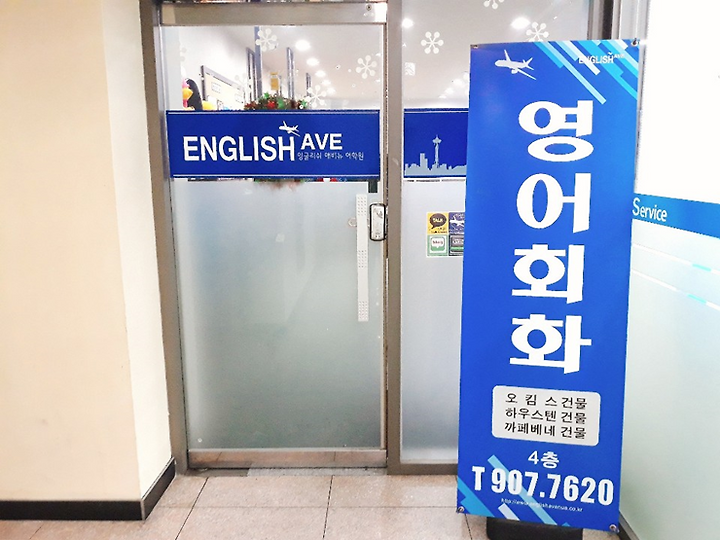 ENGLISH AVE
잉글리쉬 애비뉴 어학원
TALK
ENGLISH AVE
영어회화
오 킴 스 건물
하우스텐 건물
까페베네 건물
4층
T 907.7620
Service